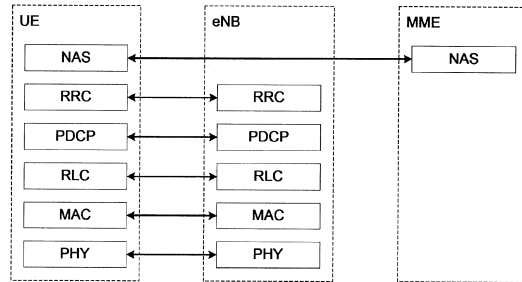 UE eNB MME
NAS NAS
RRC RRC
PDCP PDCP
RLC RLC
MAC MAC
PHY PHY